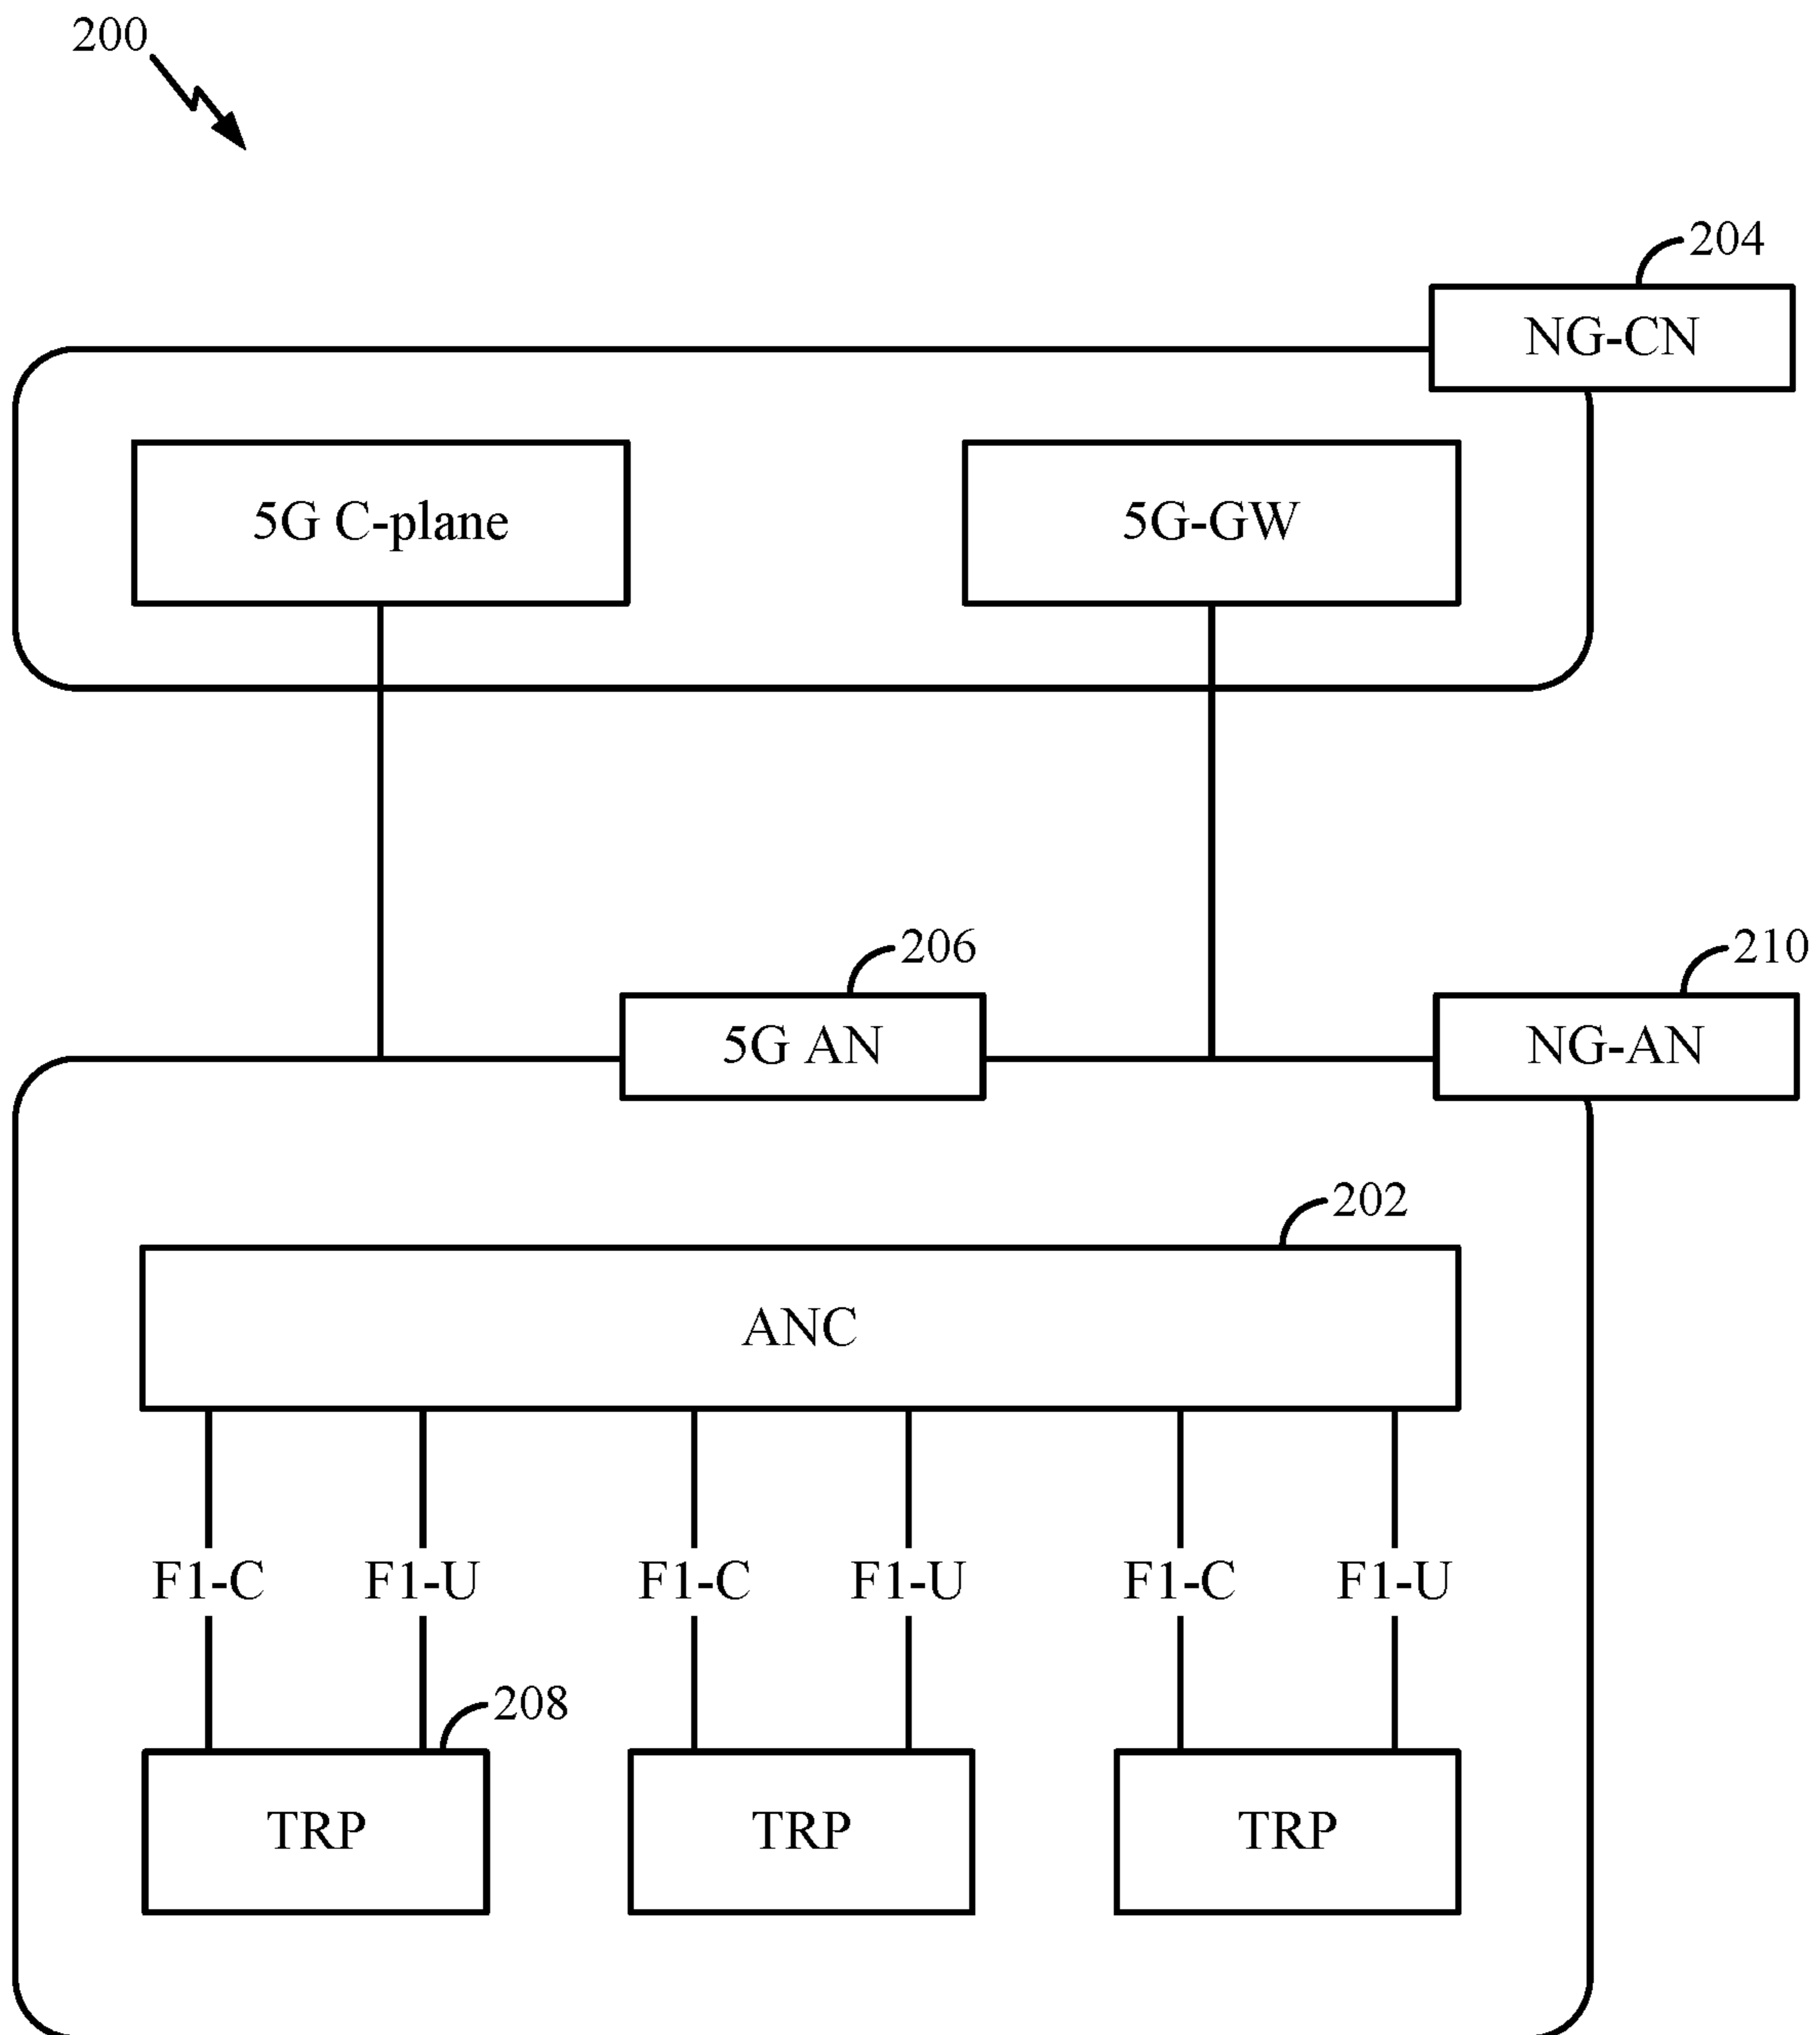 200
204
NG-CN
5G C-plane
5G-GW
206
210
5G AN
NG-AN
202
ANC
F1-C F1-U F1-C F1-U F1-C F1-U
208
TRP TRP TRP